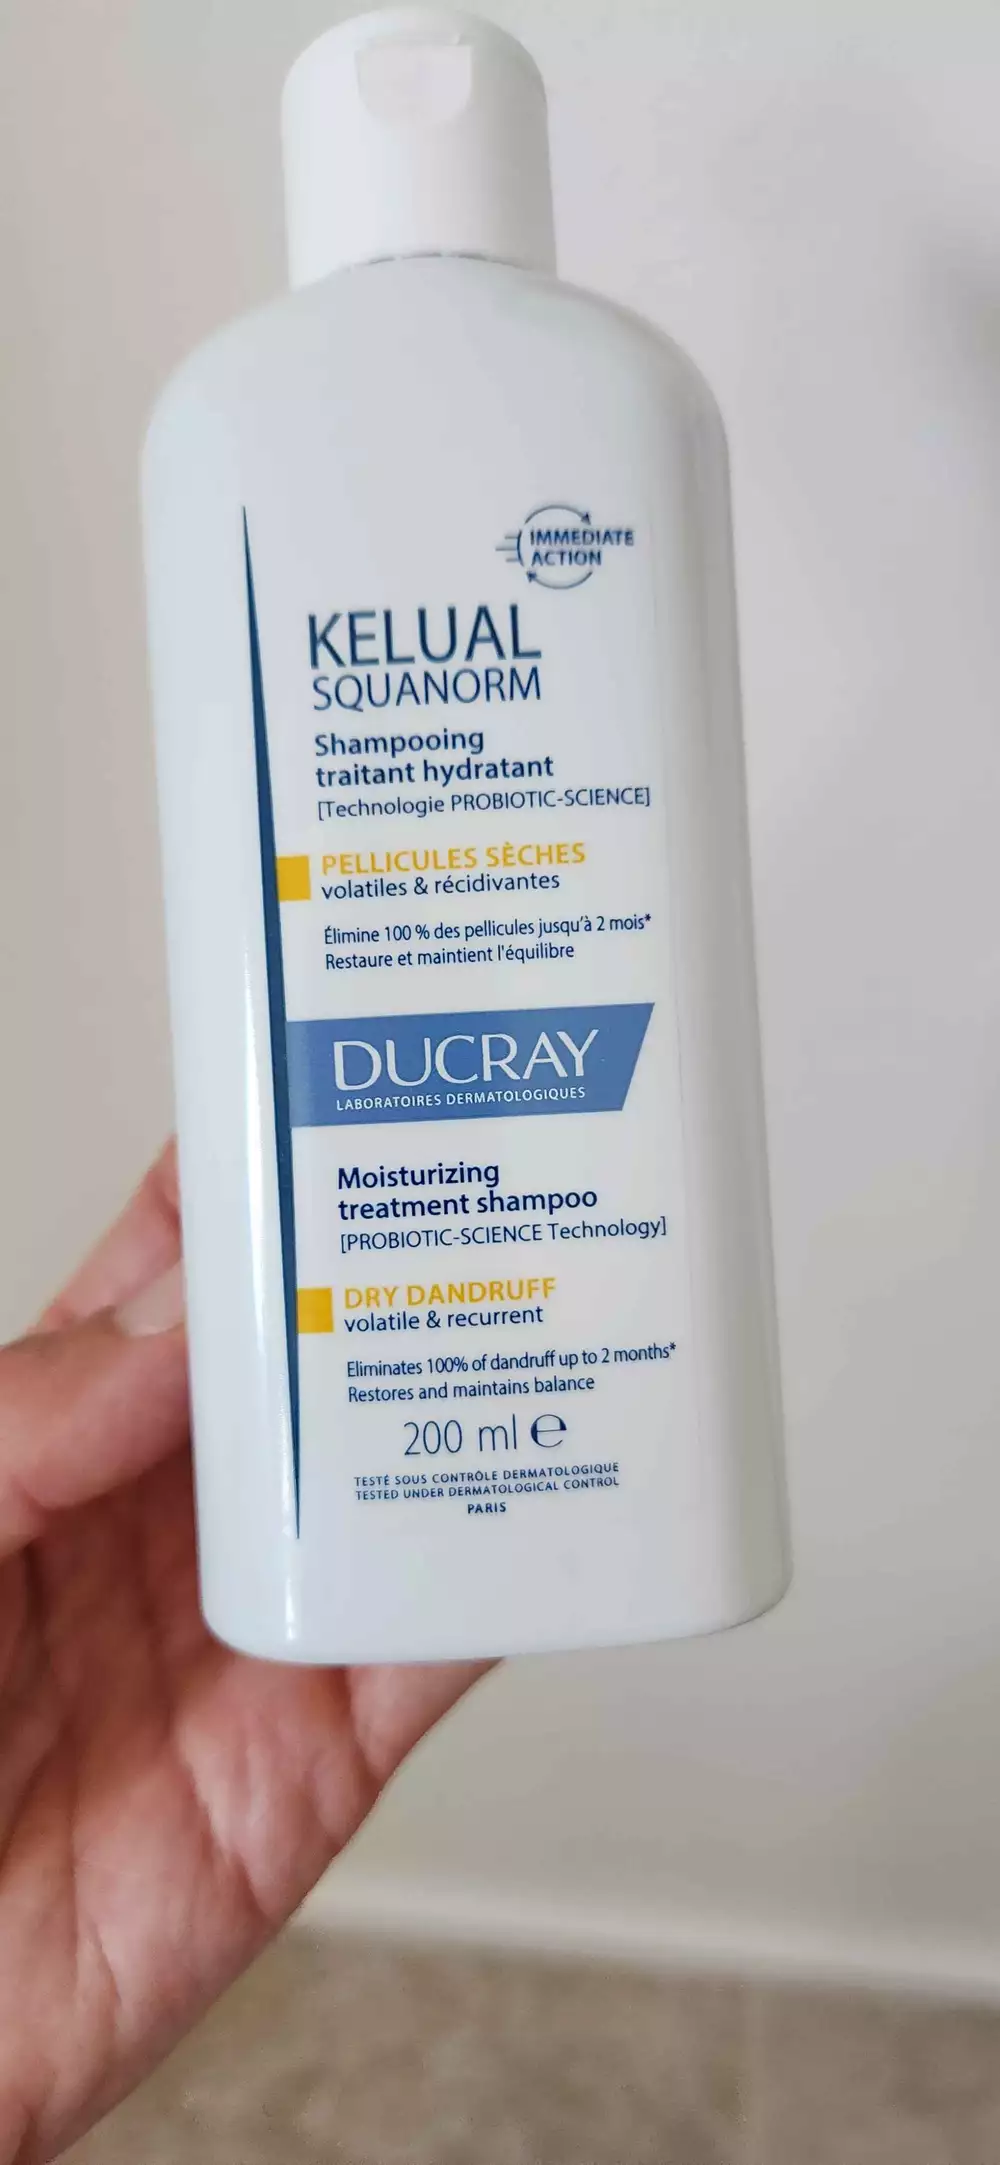 IMMEDIATE
ACTION
KELUAL
SQUANORM
Shampooing
traitant hydratant
[Technologie PROBIOTIC-SCIENCE]
PELLICULES SÈCHES
volatiles & récidivantes
Élimine 100 % des pellicules jusqu'à 2 mois*
Restaure et maintient l'équilibre
DUCRAY
LABORATOIRES DERMATOLOGIQUES
Moisturizing
treatment shampoo
[PROBIOTIC-SCIENCE Technology]
DRY DANDRUFF
volatile & recurrent
Eliminates 100% of dandruff up to 2 months*
Restores and maintains balance
200 ml ℮
TESTÉ SOUS CONTRÔLE DERMATOLOGIQUE
TESTED UNDER DERMATOLOGICAL CONTROL
PARIS